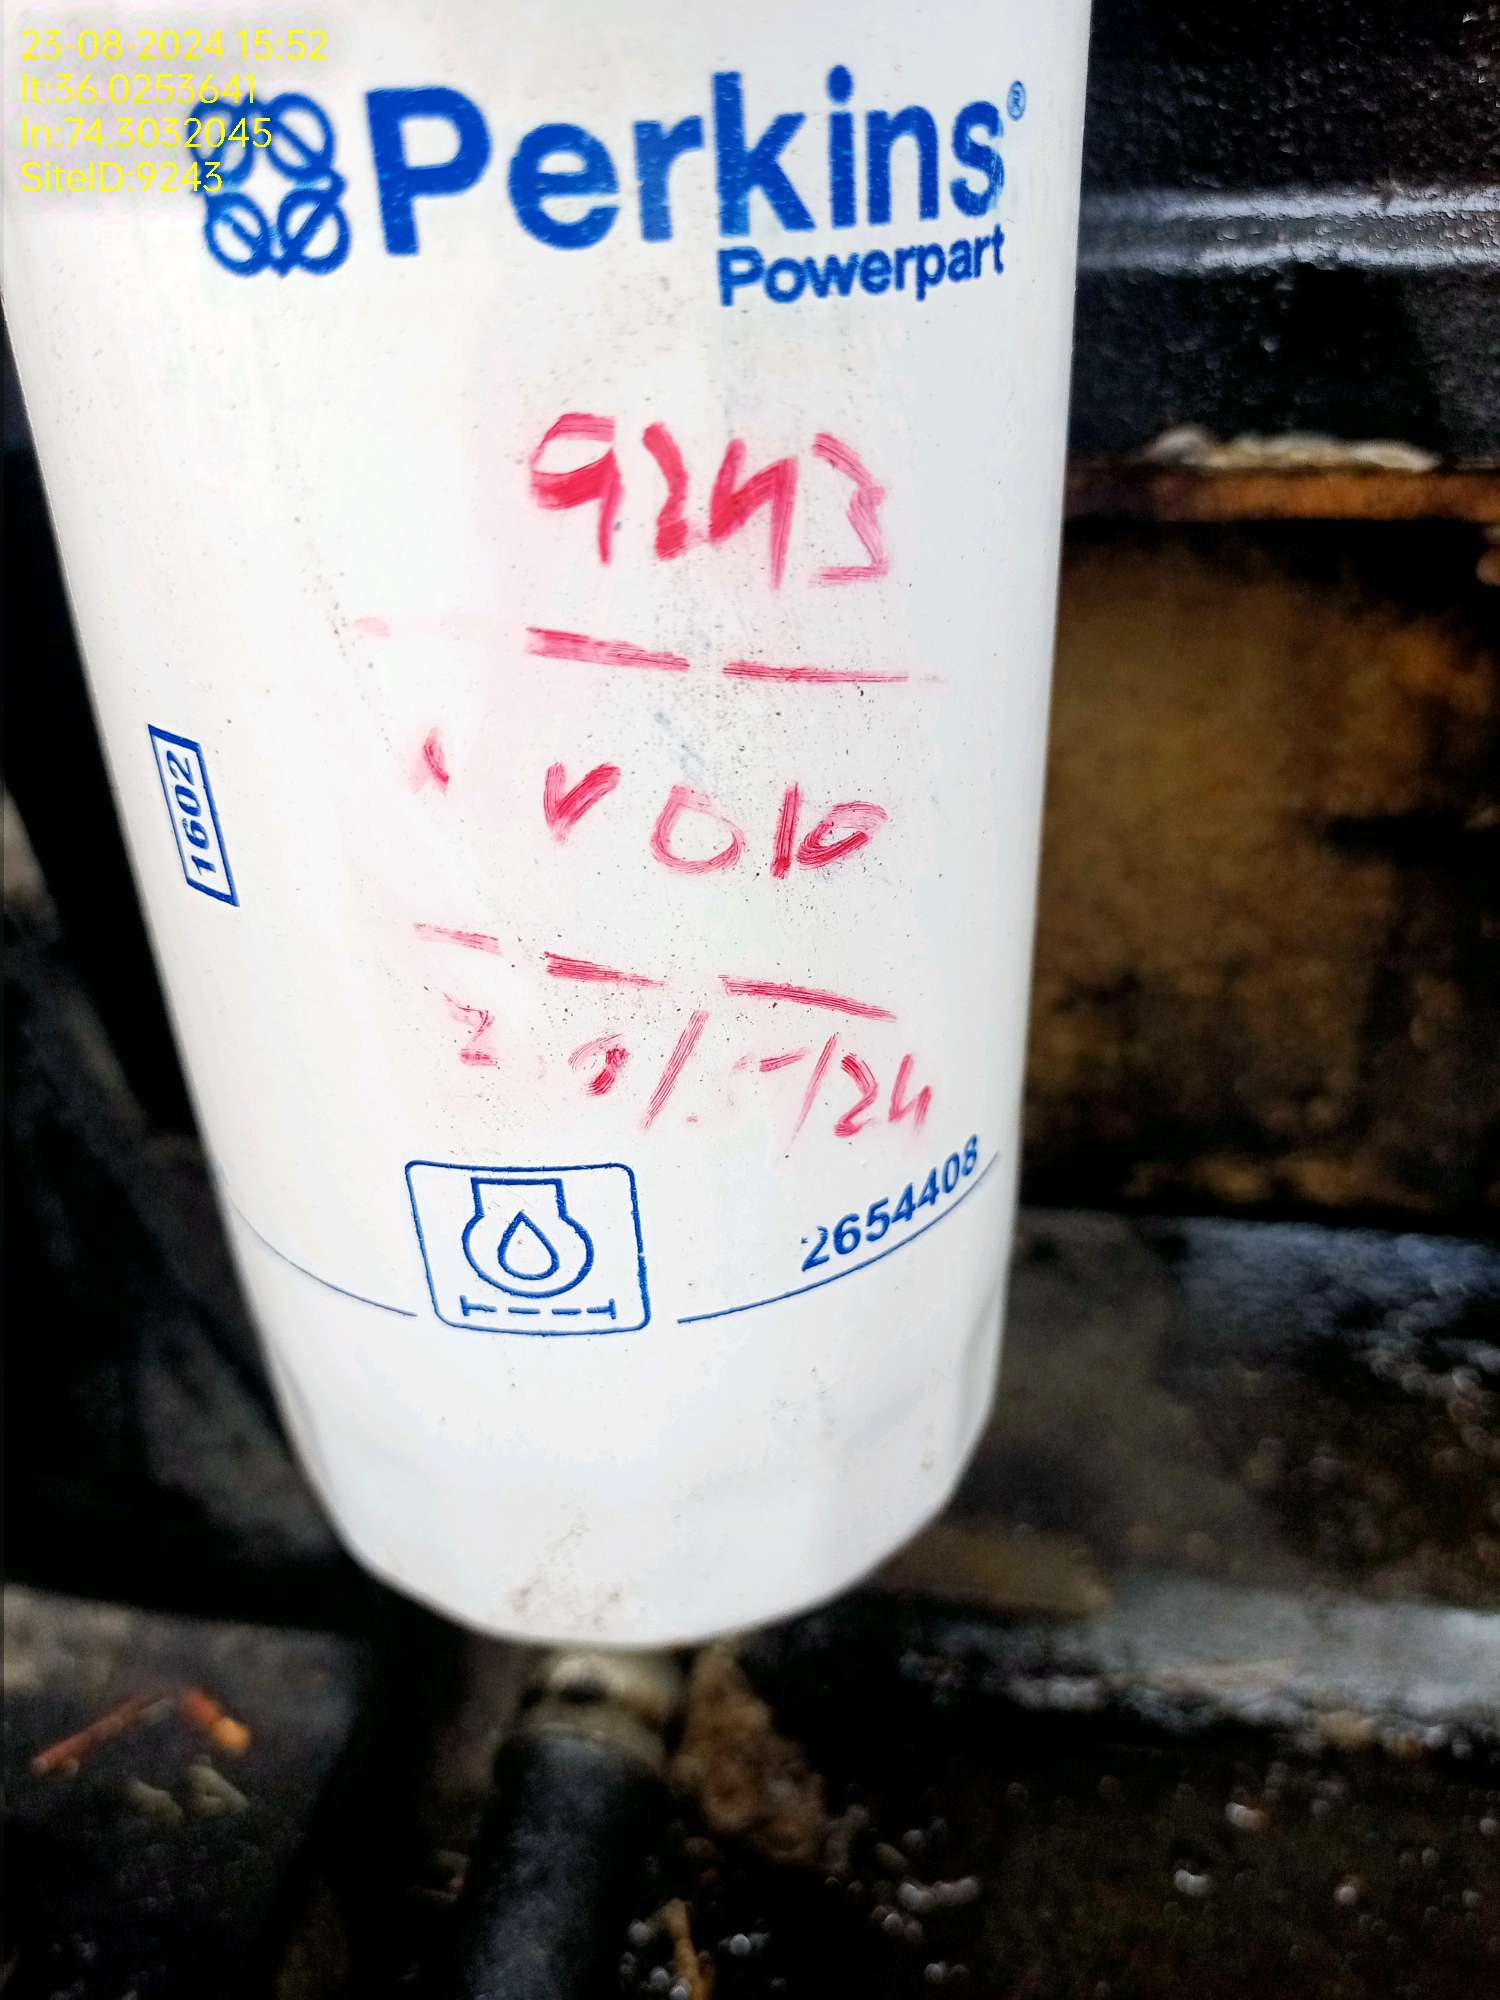 23-08-2024 15:52
lt:36.0253641
ln:74.3032045
SiteID:9243
Perkins®
Powerpart
9243
1602
2654408